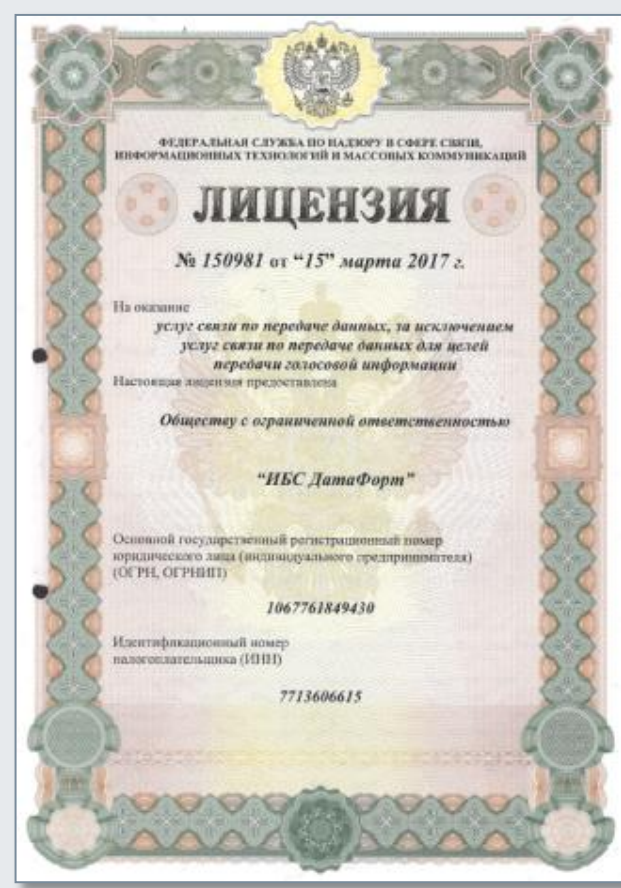 ФЕДЕРАЛЬНАЯ СЛУЖБА ПО НАДЗОРУ В СФЕРЕ СВЯЗИ,
ИНФОРМАЦИОННЫХ ТЕХНОЛОГИЙ И МАССОВЫХ КОММУНИКАЦИЙ
ЛИЦЕНЗИЯ
№ 150981 от “15” марта 2017 г.
На оказание
услуг связи по передаче данных, за исключением
услуг связи по передаче данных для целей
передачи голосовой информации
Настоящая лицензия предоставлена
Обществу с ограниченной ответственностью
“ИБС ДатаФорт”
Основной государственный регистрационный номер
юридического лица (индивидуального предпринимателя)
(ОГРН, ОГРНИП)
1067761849430
Идентификационный номер
налогоплательщика (ИНН)
7713606615